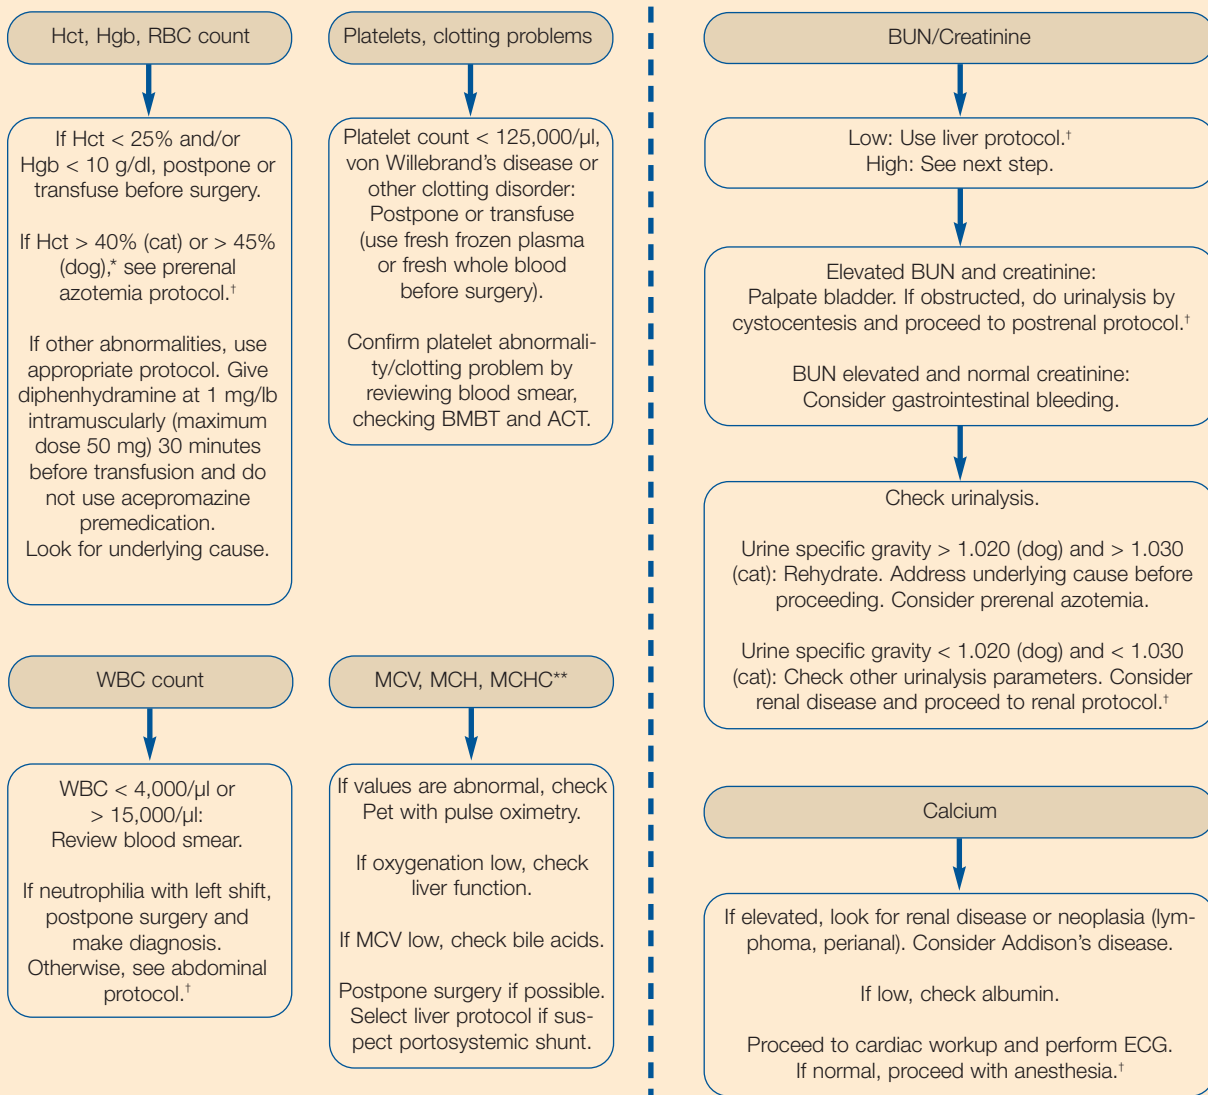 Hct, Hgb, RBC count
If Hct < 25% and/or
Hgb < 10 g/dl, postpone or
transfuse before surgery.
If Hct > 40% (cat) or > 45%
(dog),* see prerenal
azotemia protocol.†
If other abnormalities, use
appropriate protocol. Give
diphenhydramine at 1 mg/lb
intramuscularly (maximum
dose 50 mg) 30 minutes
before transfusion and do
not use acepromazine
premedication.
Look for underlying cause.
Platelets, clotting problems
Platelet count < 125,000/µl,
von Willebrand’s disease or
other clotting disorder:
Postpone or transfuse
(use fresh frozen plasma
or fresh whole blood
before surgery).
Confirm platelet abnormali-
ty/clotting problem by
reviewing blood smear,
checking BMBT and ACT.
WBC count
WBC < 4,000/µl or
> 15,000/µl:
Review blood smear.
If neutrophilia with left shift,
postpone surgery and
make diagnosis.
Otherwise, see abdominal
protocol.†
MCV, MCH, MCHC**
If values are abnormal, check
Pet with pulse oximetry.
If oxygenation low, check
liver function.
If MCV low, check bile acids.
Postpone surgery if possible.
Select liver protocol if sus-
pect portosystemic shunt.
BUN/Creatinine
Low: Use liver protocol.†
High: See next step.
Elevated BUN and creatinine:
Palpate bladder. If obstructed, do urinalysis by
cystocentesis and proceed to postrenal protocol.†
BUN elevated and normal creatinine:
Consider gastrointestinal bleeding.
Check urinalysis.
Urine specific gravity > 1.020 (dog) and > 1.030
(cat): Rehydrate. Address underlying cause before
proceeding. Consider prerenal azotemia.
Urine specific gravity < 1.020 (dog) and < 1.030
(cat): Check other urinalysis parameters. Consider
renal disease and proceed to renal protocol.†
Calcium
If elevated, look for renal disease or neoplasia (lym-
phoma, perianal). Consider Addison’s disease.
If low, check albumin.
Proceed to cardiac workup and perform ECG.
If normal, proceed with anesthesia.†